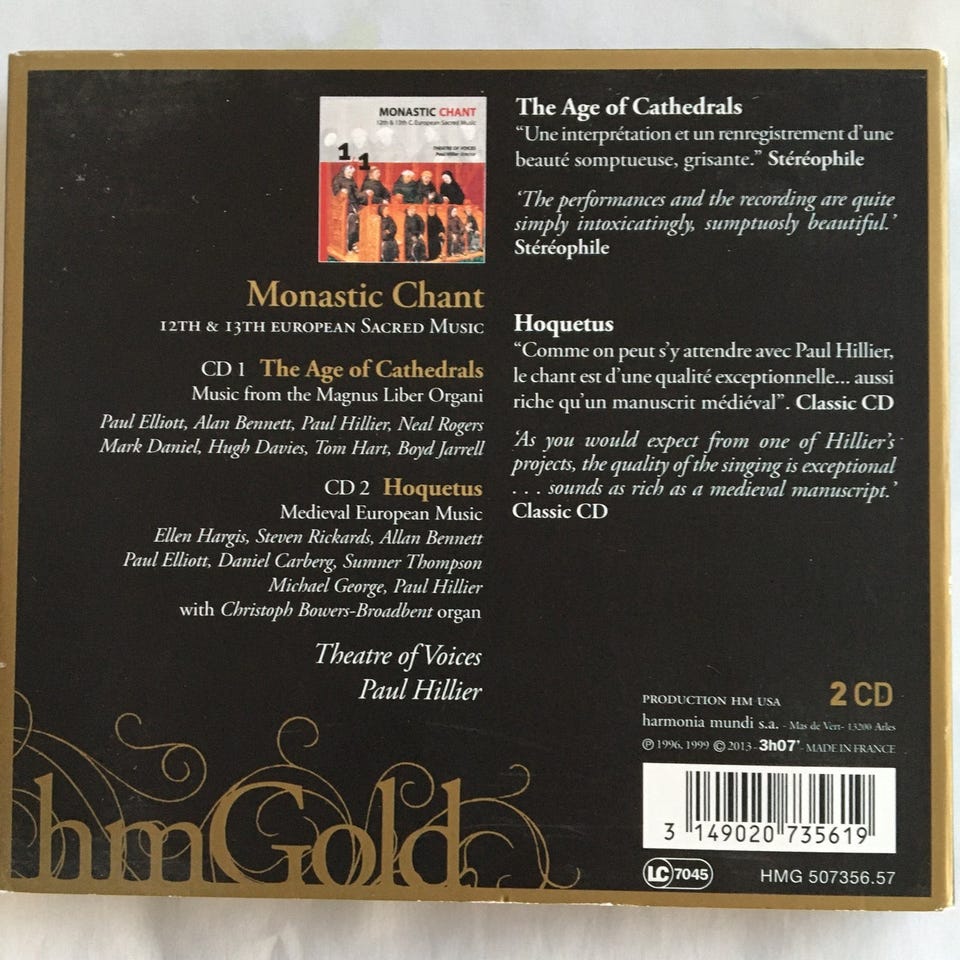 MONASTIC CHANT
12th & 13th C. European Sacred Music
THEATRE OF VOICES
Paul Hillier director
1 1
Monastic Chant
12TH & 13TH EUROPEAN SACRED MUSIC
CD 1 The Age of Cathedrals
Music from the Magnus Liber Organi
Paul Elliott, Alan Bennett, Paul Hillier, Neal Rogers
Mark Daniel, Hugh Davies, Tom Hart, Boyd Jarrell
CD 2 Hoquetus
Medieval European Music
Ellen Hargis, Steven Rickards, Allan Bennett
Paul Elliott, Daniel Carberg, Sumner Thompson
Michael George, Paul Hillier
with Christoph Bowers-Broadbent organ
Theatre of Voices
Paul Hillier
hmGold
The Age of Cathedrals
“Une interprétation et un renregistrement d'une
beauté somptueuse, grisante.” Stéréophile
‘The performances and the recording are quite
simply intoxicatingly, sumptuosly beautiful.’
Stéréophile
Hoquetus
“Comme on peut s'y attendre avec Paul Hillier,
le chant est d'une qualité exceptionnelle... aussi
riche qu'un manuscrit médiéval”. Classic CD
‘As you would expect from one of Hillier's
projects, the quality of the singing is exceptional
. . . sounds as rich as a medieval manuscript.’
Classic CD
PRODUCTION HM USA 2 CD
harmonia mundi s.a. - Mas de Vert - 13200 Arles
℗ 1996, 1999 © 2013 - 3h07' - MADE IN FRANCE
3 149020 735619
LC 7045 HMG 507356.57